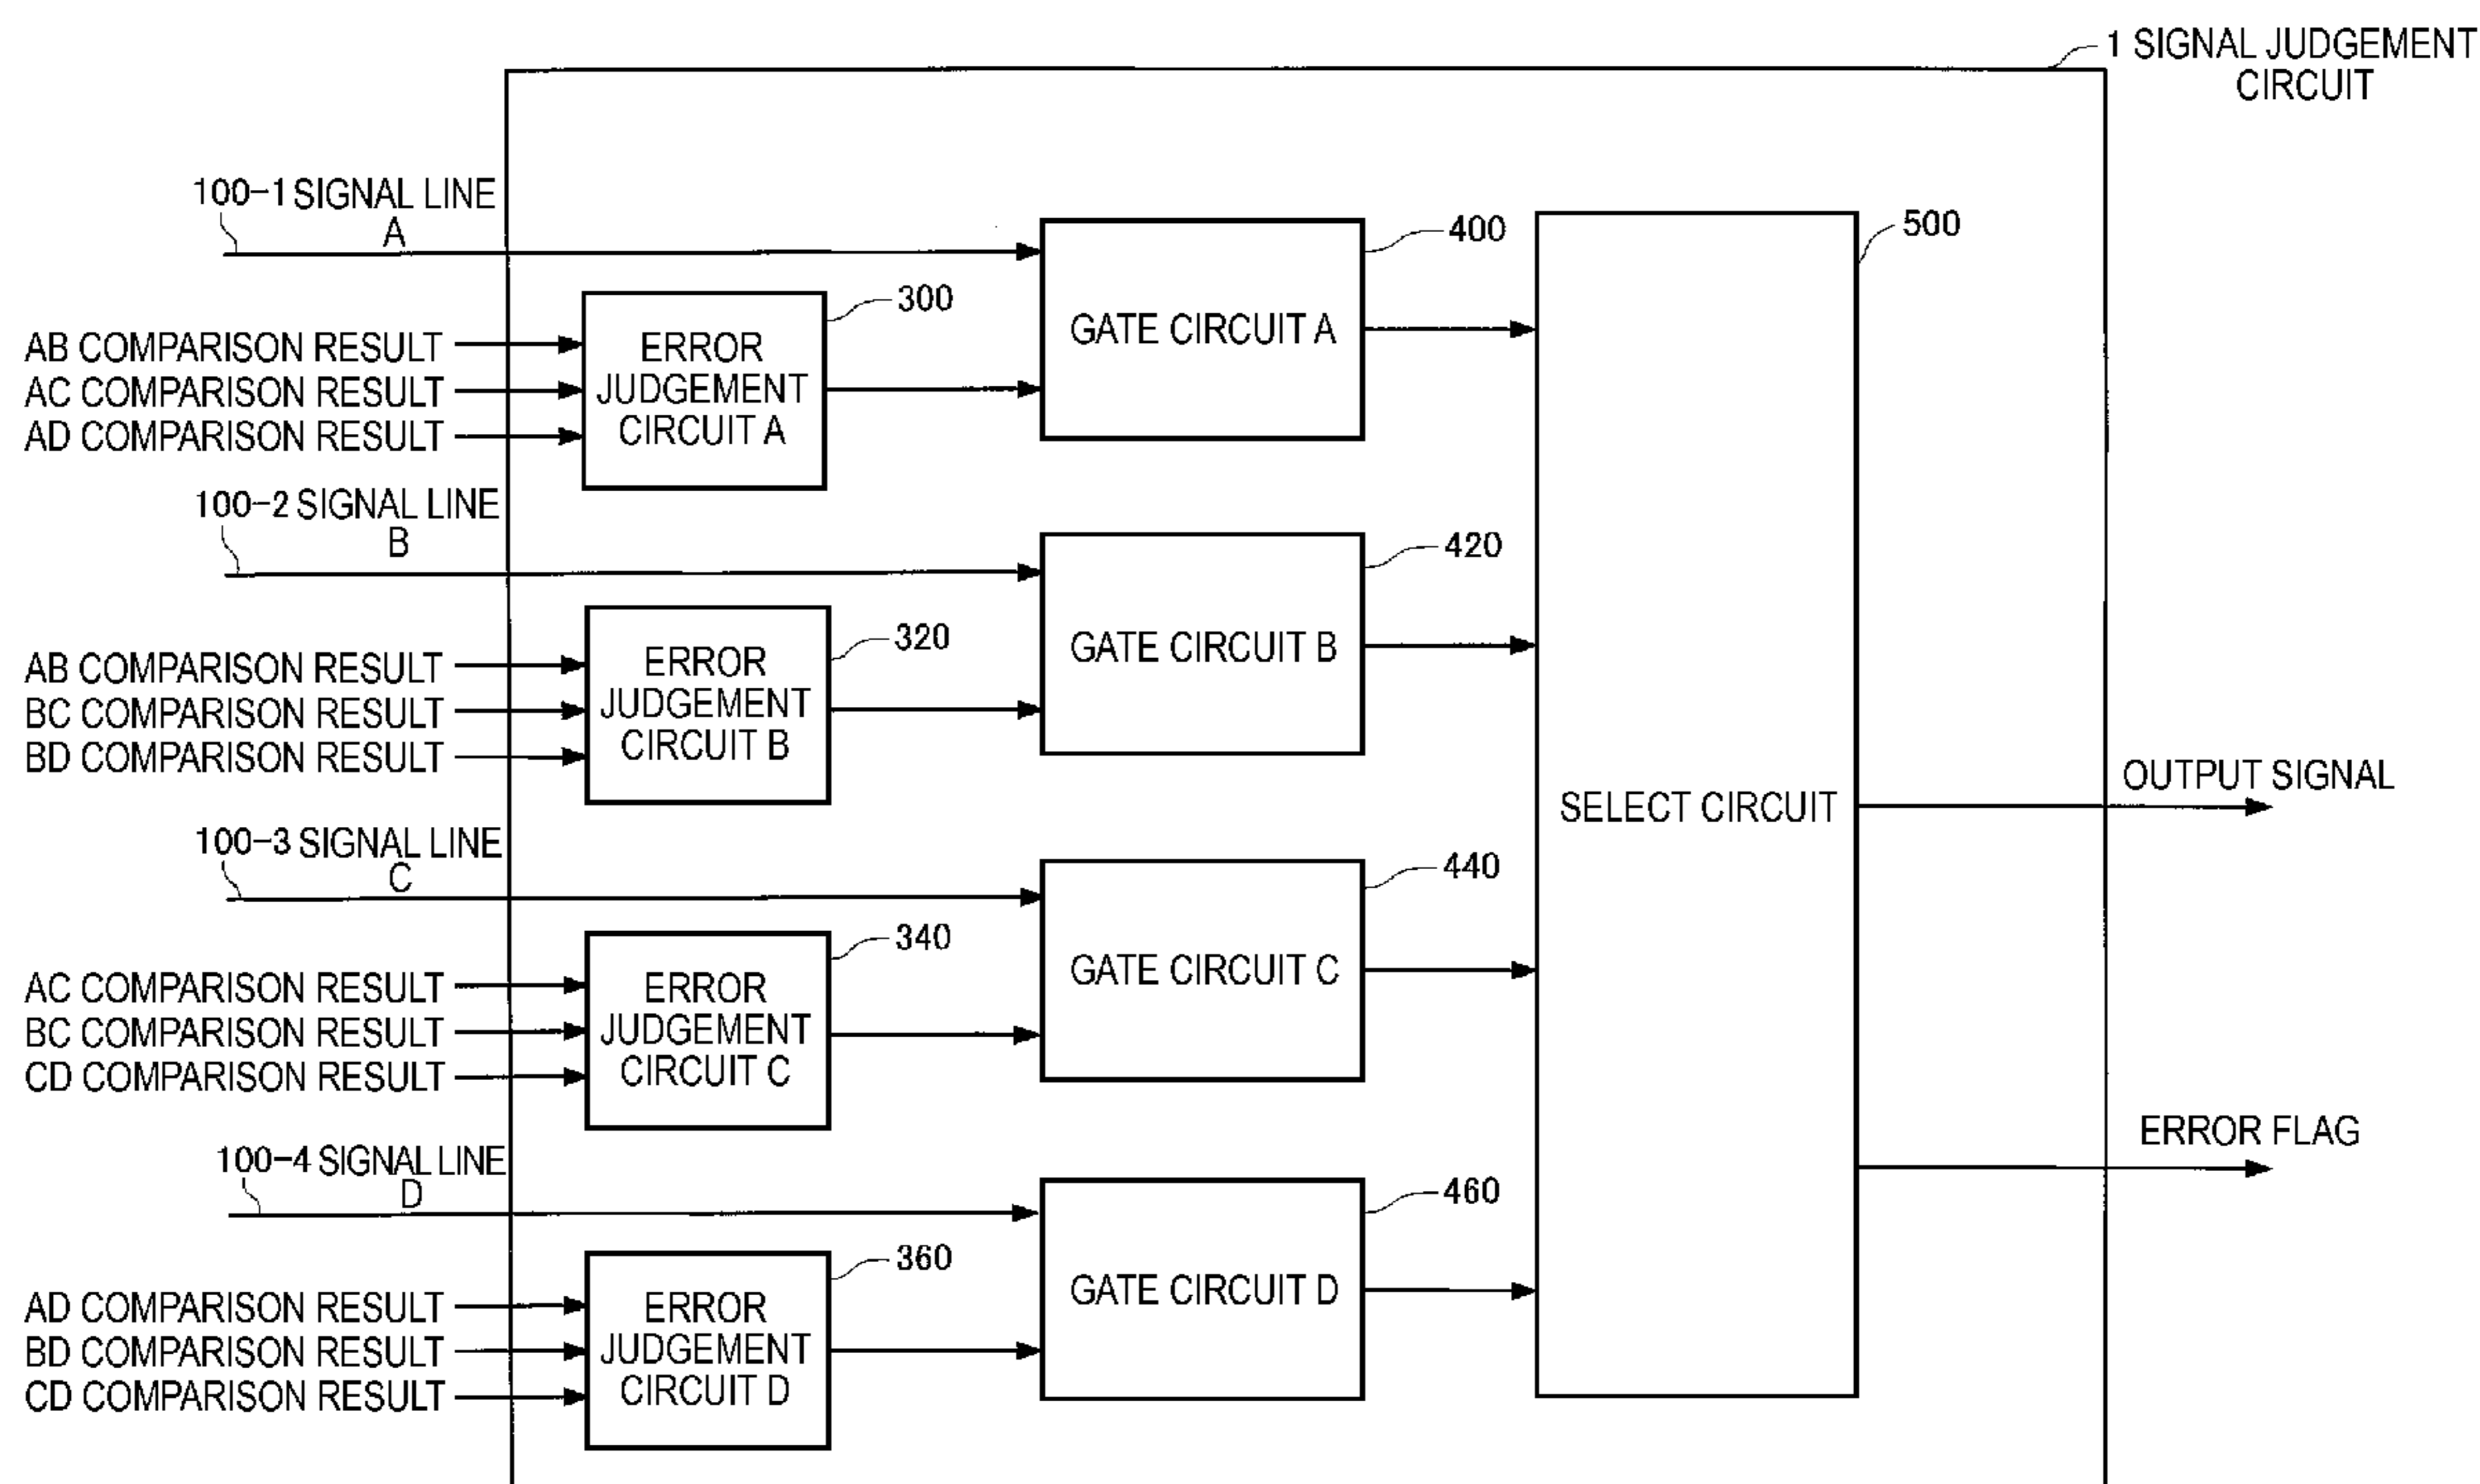 1 SIGNAL JUDGEMENT
CIRCUIT
100-1 SIGNAL LINE
A
400
500
300
GATE CIRCUIT A
AB COMPARISON RESULT
AC COMPARISON RESULT
AD COMPARISON RESULT
ERROR
JUDGEMENT
CIRCUIT A
100-2 SIGNAL LINE
B
420
320
GATE CIRCUIT B
AB COMPARISON RESULT
BC COMPARISON RESULT
BD COMPARISON RESULT
ERROR
JUDGEMENT
CIRCUIT B
SELECT CIRCUIT
OUTPUT SIGNAL
100-3 SIGNAL LINE
C
440
340
GATE CIRCUIT C
AC COMPARISON RESULT
BC COMPARISON RESULT
CD COMPARISON RESULT
ERROR
JUDGEMENT
CIRCUIT C
ERROR FLAG
100-4 SIGNAL LINE
D
460
360
GATE CIRCUIT D
AD COMPARISON RESULT
BD COMPARISON RESULT
CD COMPARISON RESULT
ERROR
JUDGEMENT
CIRCUIT D